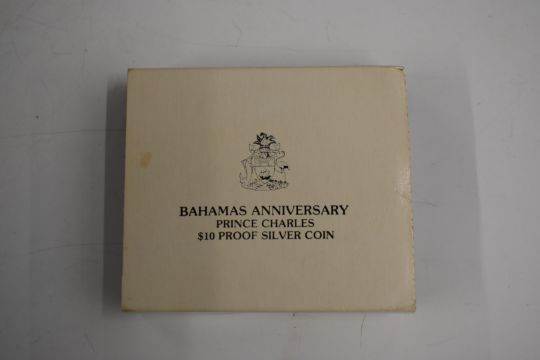 BAHAMAS ANNIVERSARY
PRINCE CHARLES
$10 PROOF SILVER COIN